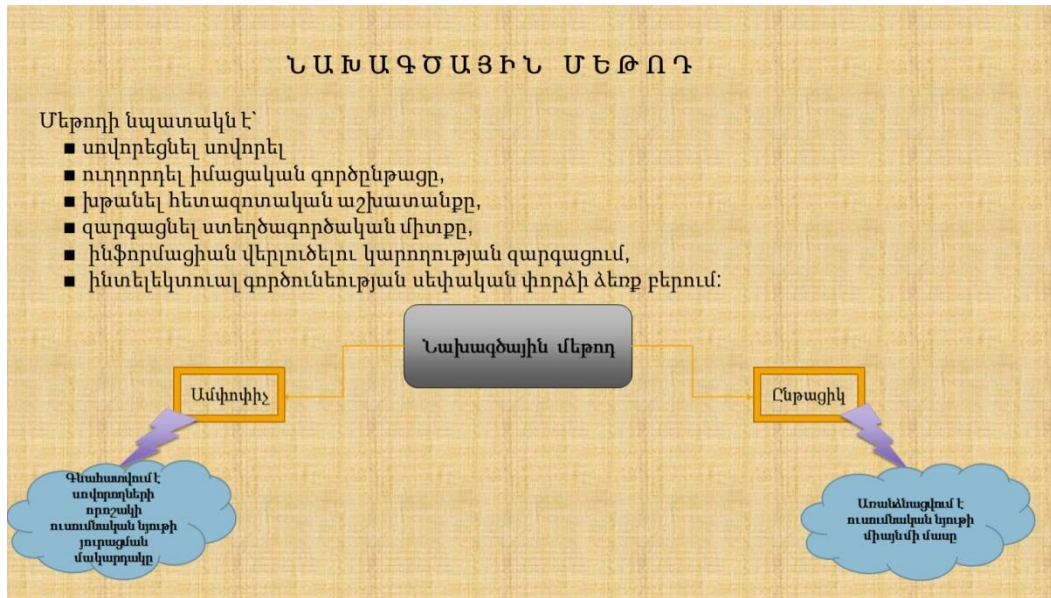 ՆԱԽԱԳԾԱՅԻՆ ՄԵԹՈԴ
Մեթոդի նպատակն է՝
■ սովորեցնել սովորել
■ ուղղորդել իմացական գործընթացը,
■ խթանել հետազոտական աշխատանքը,
■ զարգացնել ստեղծագործական միտքը,
■ ինֆորմացիան վերլուծելու կարողության զարգացում,
■ ինտելեկտուալ գործունեության սեփական փորձի ձեռք բերում:
Նախագծային մեթոդ
Ամփոփիչ
Ընթացիկ
Գնահատվում է
սովորողների
որոշակի
ուսումնական նյութի
յուրացման
մակարդակը
Առանձնացվում է
ուսումնական նյութի
միայն մի մասը